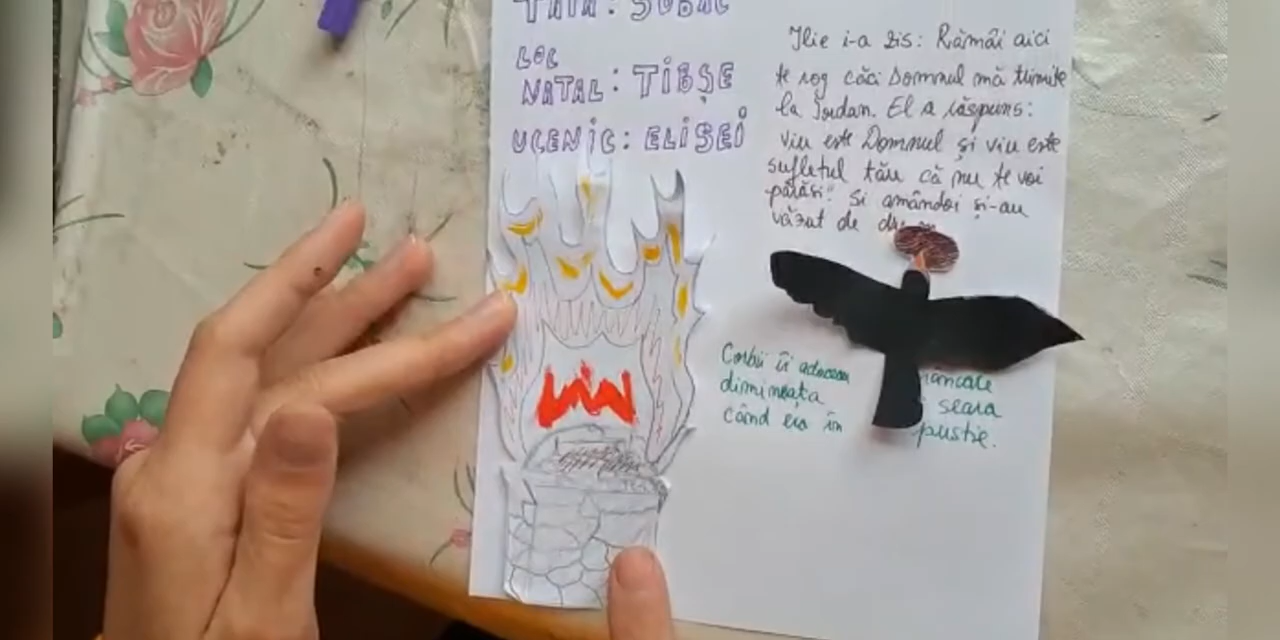 TATA: SOBAC
LOC
NATAL: TIBȘE
UCENIC: ELISEI
Ilie i-a zis: Rămâi aici
te rog căci Domnul mă trimite
la Iordan. El a răspuns:
Viu este Domnul și viu este
sufletul tău că nu te voi
părăsi" Si amândoi și-au
văzut de
Corbii îi aduceau mâncare
dimineața și seara
când era în pustie.